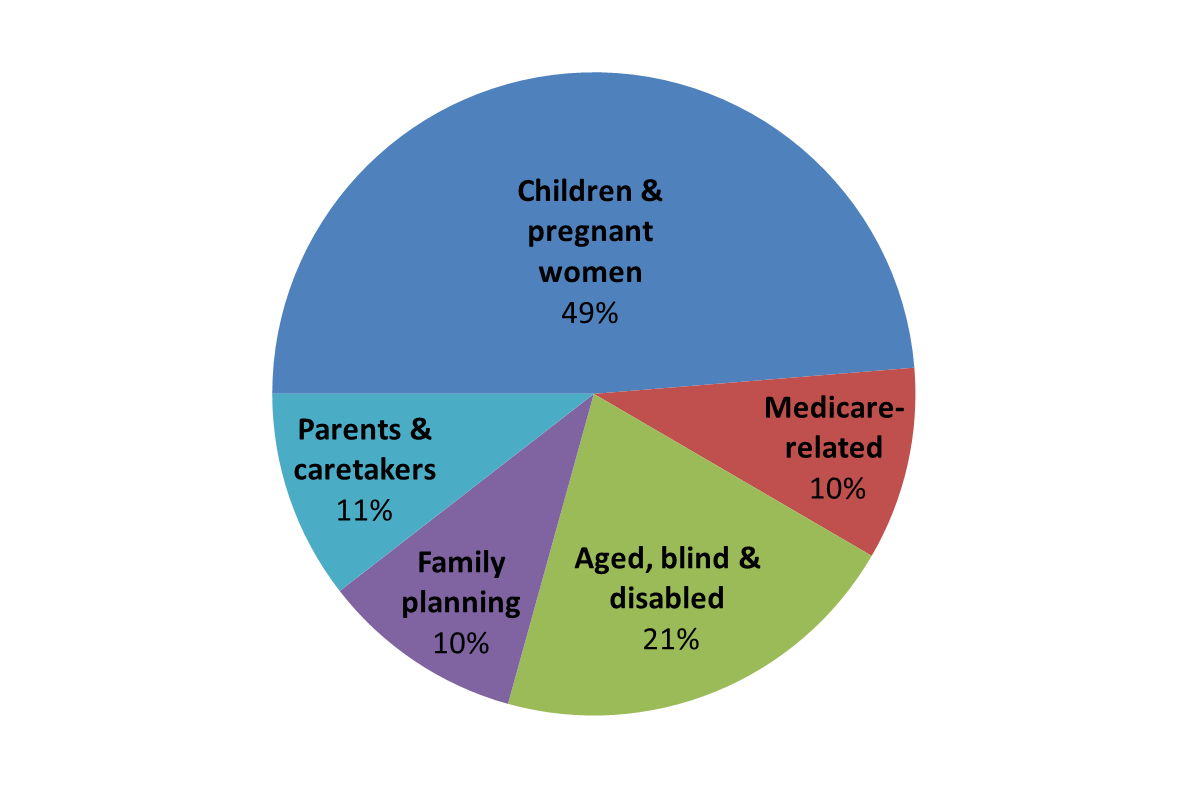 Children &
pregnant
women
49%
Medicare-
related
10%
Aged, blind &
disabled
21%
Family
planning
10%
Parents &
caretakers
11%